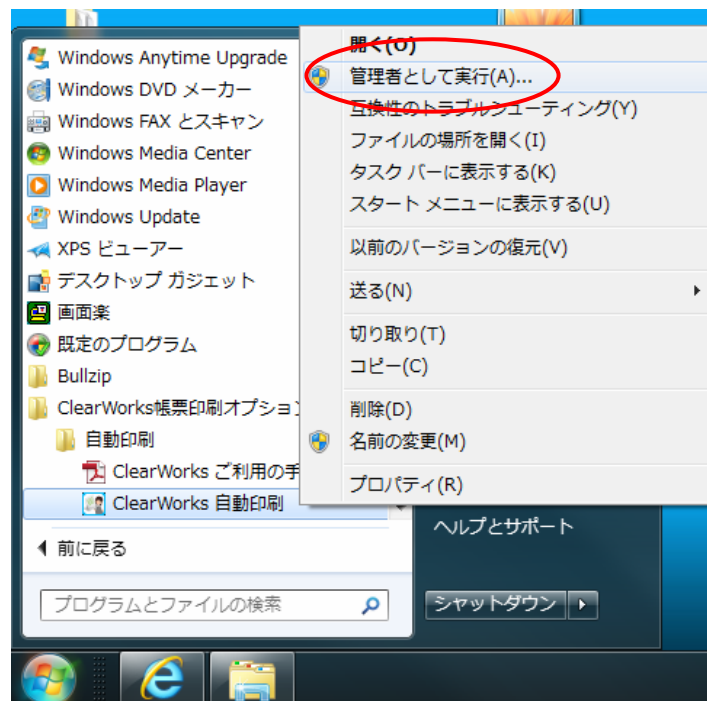 Windows Anytime Upgrade
Windows DVD メーカー
Windows FAX とスキャン
Windows Media Center
Windows Media Player
Windows Update
XPS ビューアー
デスクトップ ガジェット
画面楽
既定のプログラム
Bullzip
ClearWorks帳票印刷オプション
自動印刷
ClearWorks ご利用の手
ClearWorks 自動印刷
前に戻る
プログラムとファイルの検索
開く(O)
管理者として実行(A)...
互換性のトラブルシューティング(Y)
ファイルの場所を開く(I)
タスク バーに表示する(K)
スタート メニューに表示する(U)
以前のバージョンの復元(V)
送る(N)
切り取り(T)
コピー(C)
削除(D)
名前の変更(M)
プロパティ(R)
ヘルプとサポート
シャットダウン